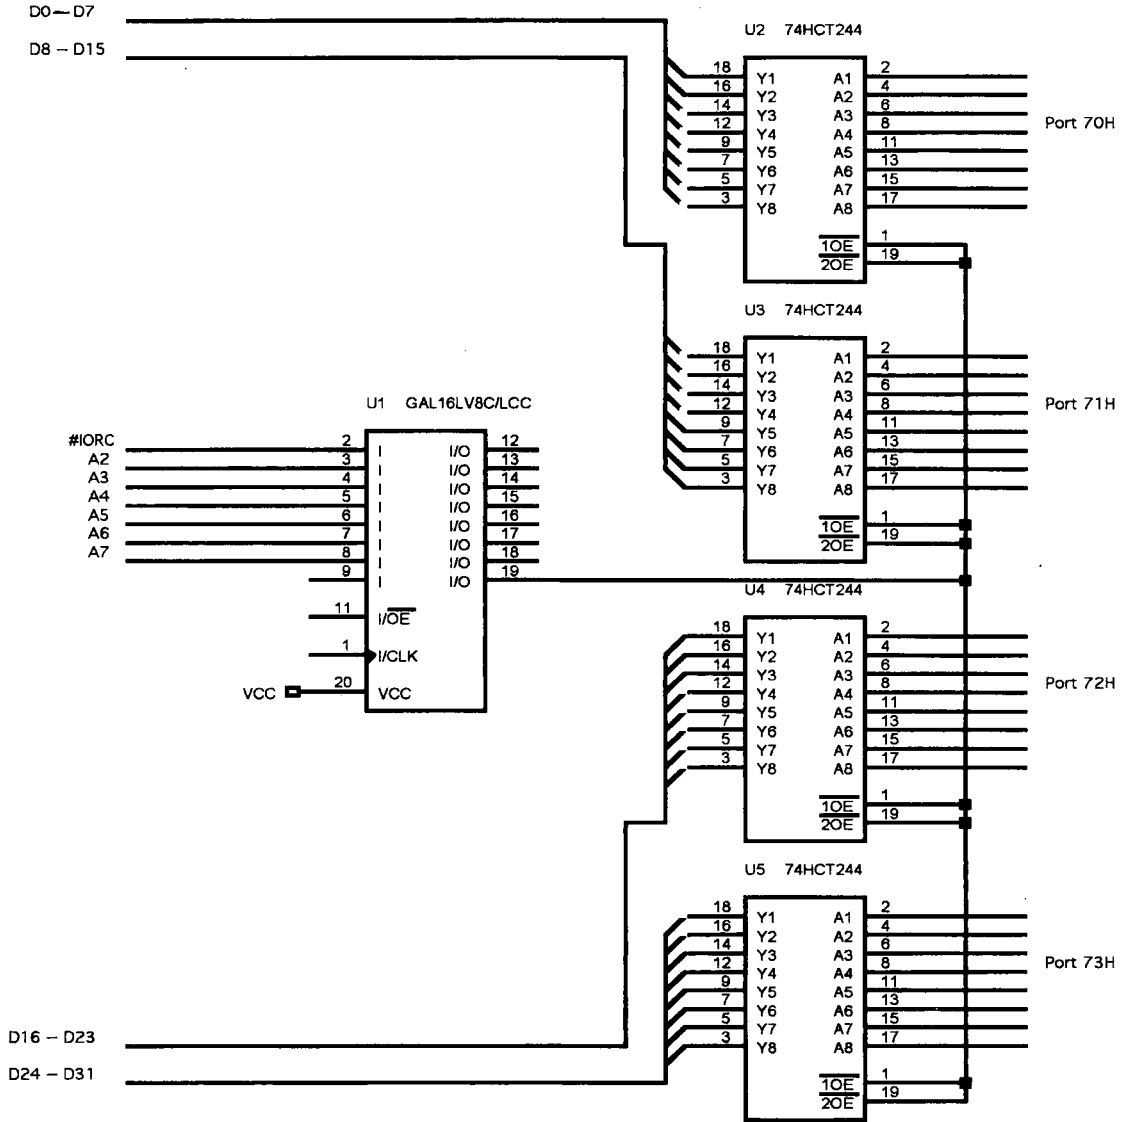 D0 – D7
D8 – D15
U2 74HCT244
18 Y1 A1 2
16 Y2 A2 4
14 Y3 A3 6
12 Y4 A4 8
9 Y5 A5 11
7 Y6 A6 13
5 Y7 A7 15
3 Y8 A8 17
1OE 1
2OE 19
Port 70H
U3 74HCT244
18 Y1 A1 2
16 Y2 A2 4
14 Y3 A3 6
12 Y4 A4 8
9 Y5 A5 11
7 Y6 A6 13
5 Y7 A7 15
3 Y8 A8 17
1OE 1
2OE 19
Port 71H
U1 GAL16LV8C/LCC
#IORC 2 I I/O 12
A2 3 I I/O 13
A3 4 I I/O 14
A4 5 I I/O 15
A5 6 I I/O 16
A6 7 I I/O 17
A7 8 I I/O 18
9 I I/O 19
11 I/OE
1 I/CLK
VCC 20 VCC
U4 74HCT244
18 Y1 A1 2
16 Y2 A2 4
14 Y3 A3 6
12 Y4 A4 8
9 Y5 A5 11
7 Y6 A6 13
5 Y7 A7 15
3 Y8 A8 17
1OE 1
2OE 19
Port 72H
U5 74HCT244
18 Y1 A1 2
16 Y2 A2 4
14 Y3 A3 6
12 Y4 A4 8
9 Y5 A5 11
7 Y6 A6 13
5 Y7 A7 15
3 Y8 A8 17
1OE 1
2OE 19
Port 73H
D16 – D23
D24 – D31